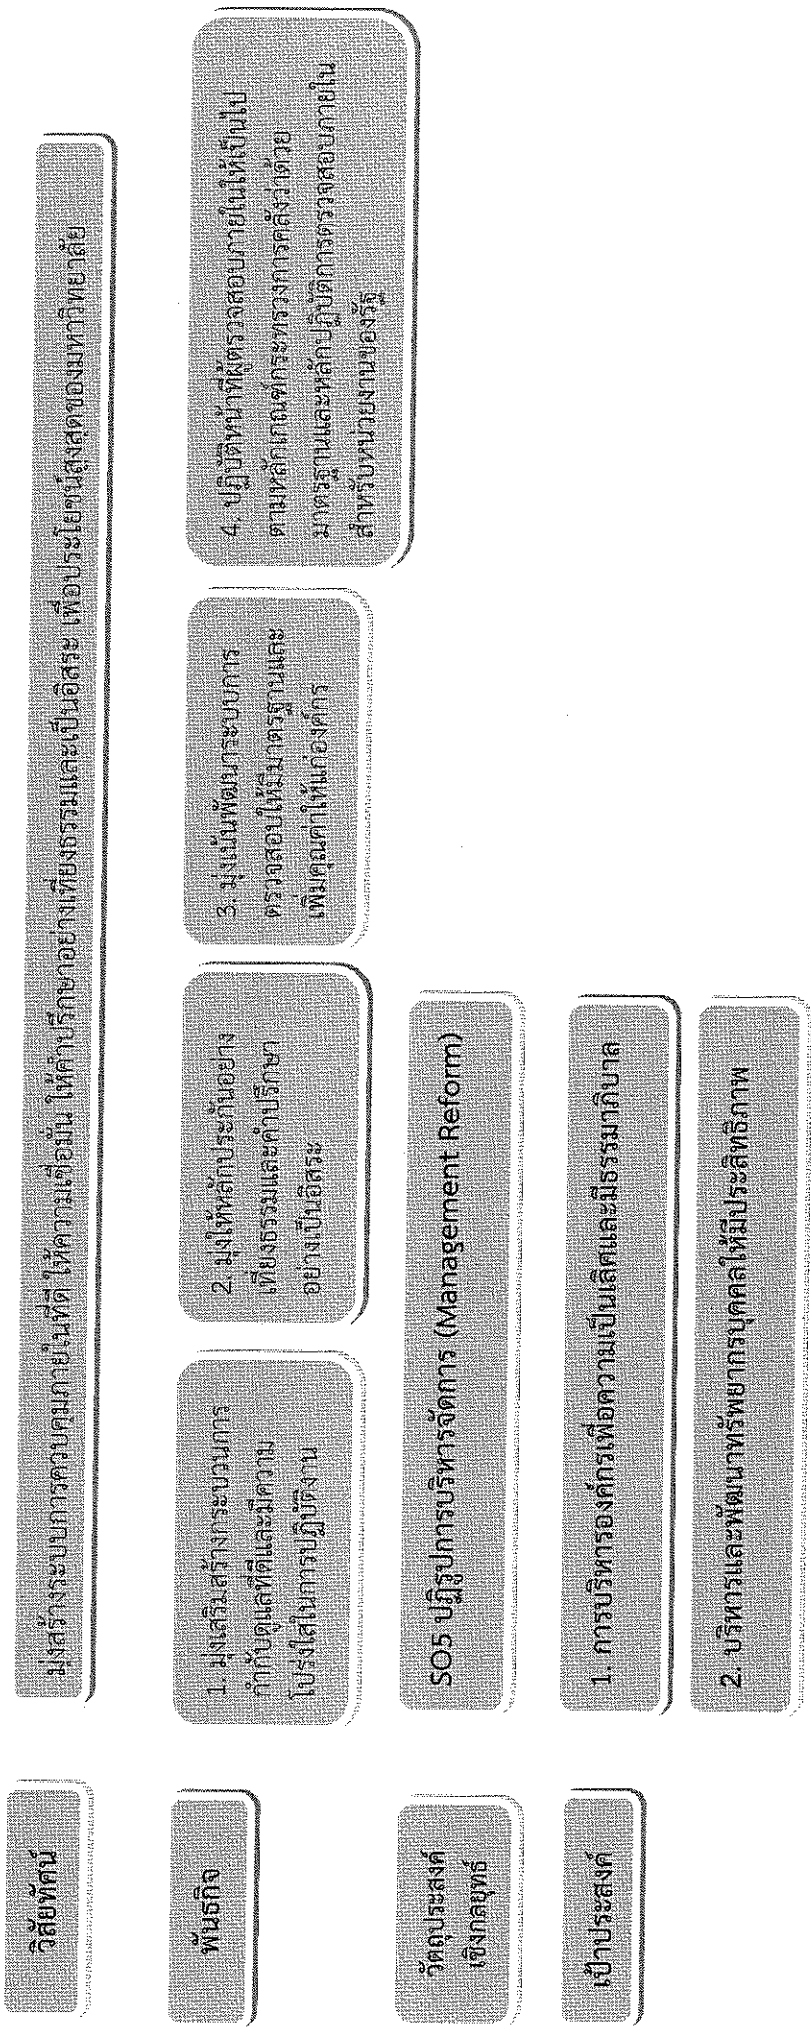 วิสัยทัศน์
มุ่งสร้างระบบการควบคุมภายในที่ดี ให้ความเชื่อมั่น ให้คำปรึกษาอย่างเที่ยงธรรมและเป็นอิสระ เพื่อประโยชน์สูงสุดของมหาวิทยาลัย
พันธกิจ
1. มุ่งเสริมสร้างกระบวนการ
กำกับดูแลที่ดีและมีความ
โปร่งใสในการปฏิบัติงาน
2. มุ่งให้หลักประกันอย่าง
เที่ยงธรรมและคำปรึกษา
อย่างเป็นอิสระ
3. มุ่งเน้นพัฒนาระบบการ
ตรวจสอบให้มีมาตรฐานและ
เพิ่มคุณค่าให้แก่องค์กร
4. ปฏิบัติหน้าที่ผู้ตรวจสอบภายในให้เป็นไป
ตามหลักเกณฑ์กระทรวงการคลังว่าด้วย
มาตรฐานและหลักปฏิบัติการตรวจสอบภายใน
สำหรับหน่วยงานของรัฐ
วัตถุประสงค์
เชิงกลยุทธ์
SO5 ปฏิรูปการบริหารจัดการ (Management Reform)
เป้าประสงค์
1. การบริหารองค์กรเพื่อความเป็นเลิศและมีธรรมาภิบาล
2. บริหารและพัฒนาทรัพยากรบุคคลให้มีประสิทธิภาพ